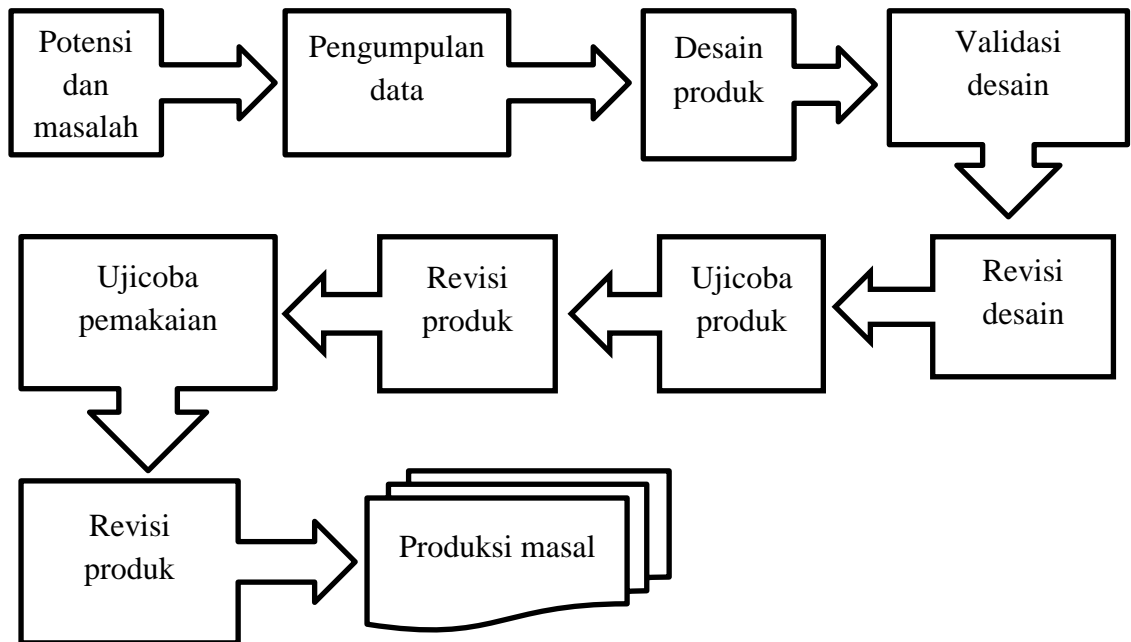 Potensi
dan
masalah
Pengumpulan
data
Desain
produk
Validasi
desain
Revisi
desain
Ujicoba
produk
Revisi
produk
Ujicoba
pemakaian
Revisi
produk
Produksi masal